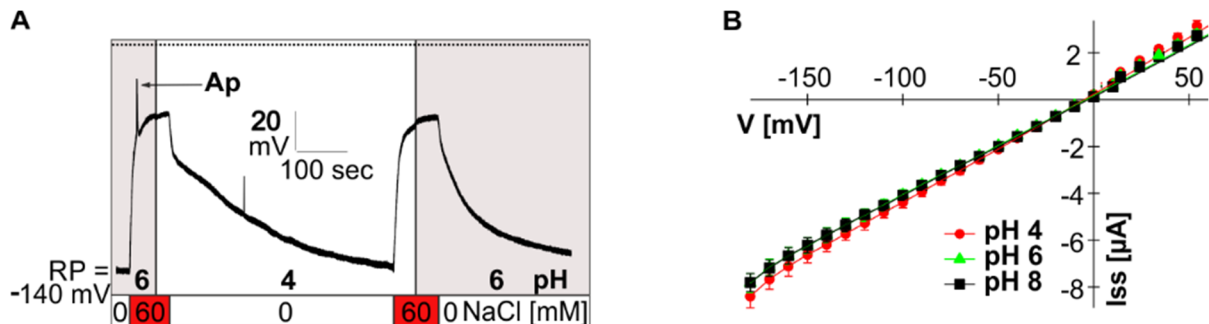 A
Ap
20
mV
100 sec
RP =
-140 mV
6 4 6 pH
0 60 0 60 0 NaCl [mM]
B
2
-150 -100 -50 50
V [mV]
-2
-4
-6
-8
Iss [µA]
pH 4
pH 6
pH 8